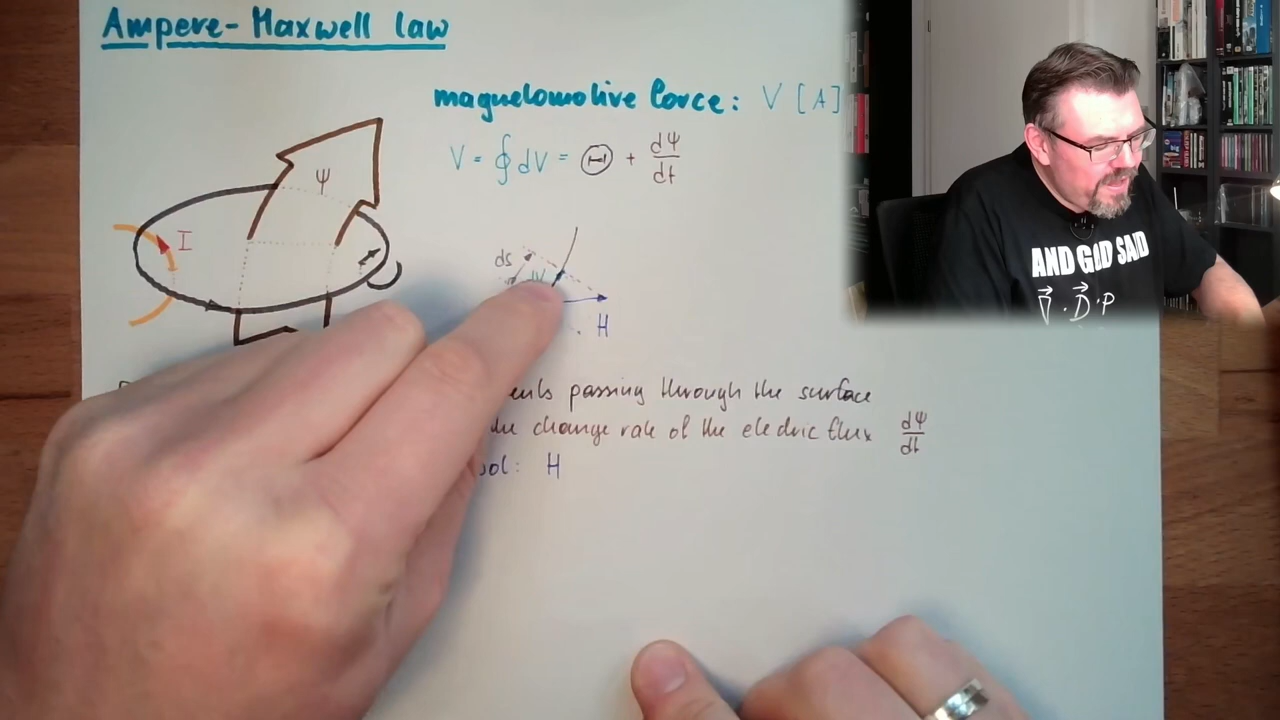 Ampere-Maxwell law
magnetomotive force: V [A]
V = ∮ dV = Θ + dΨ/dt
Ψ
I
ds
dV
H
passing through the surface
the change rate of the electric flux dΨ/dt
H
AND GOD SAID
∇ · D · P